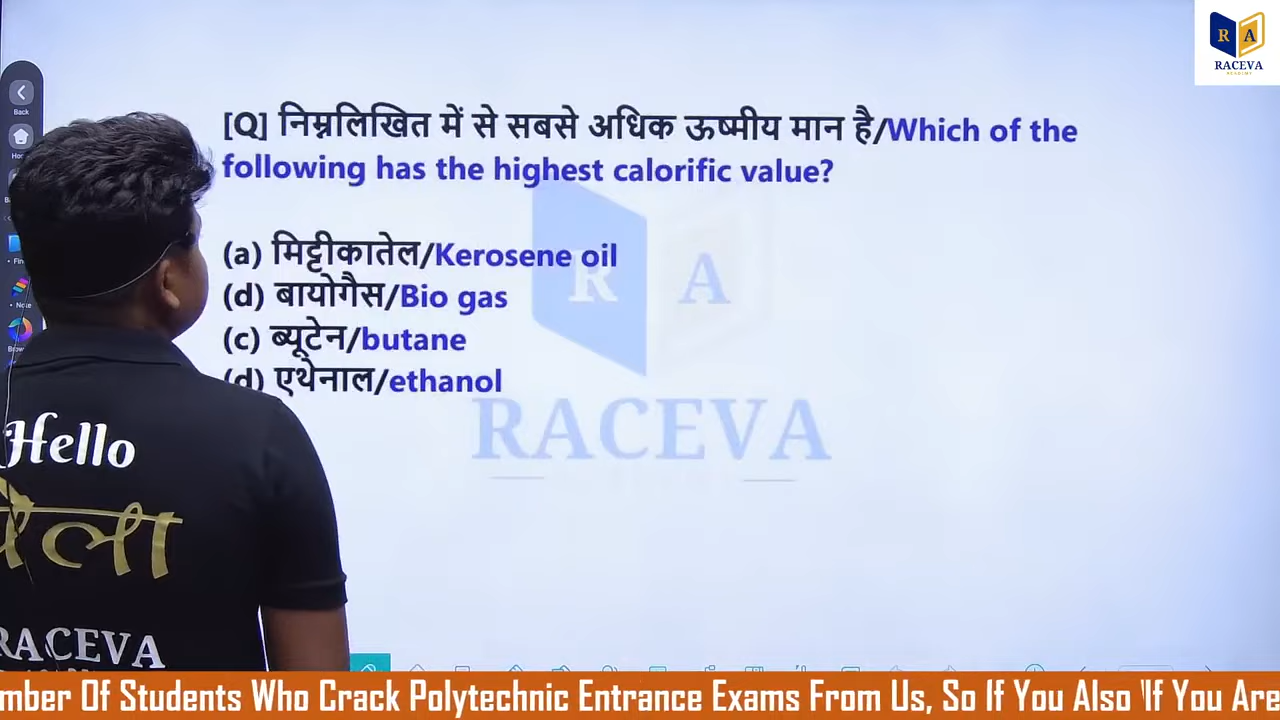 R A
RACEVA
ACADEMY
Back
[Q] निम्नलिखित में से सबसे अधिक ऊष्मीय मान है/Which of the
following has the highest calorific value?
(a) मिट्टीकातेल/Kerosene oil
(d) बायोगैस/Bio gas
(c) ब्यूटेन/butane
(d) एथेनाल/ethanol
R A
RACEVA
Hello
RACEVA
mber Of Students Who Crack Polytechnic Entrance Exams From Us, So If You Also 'If You Are